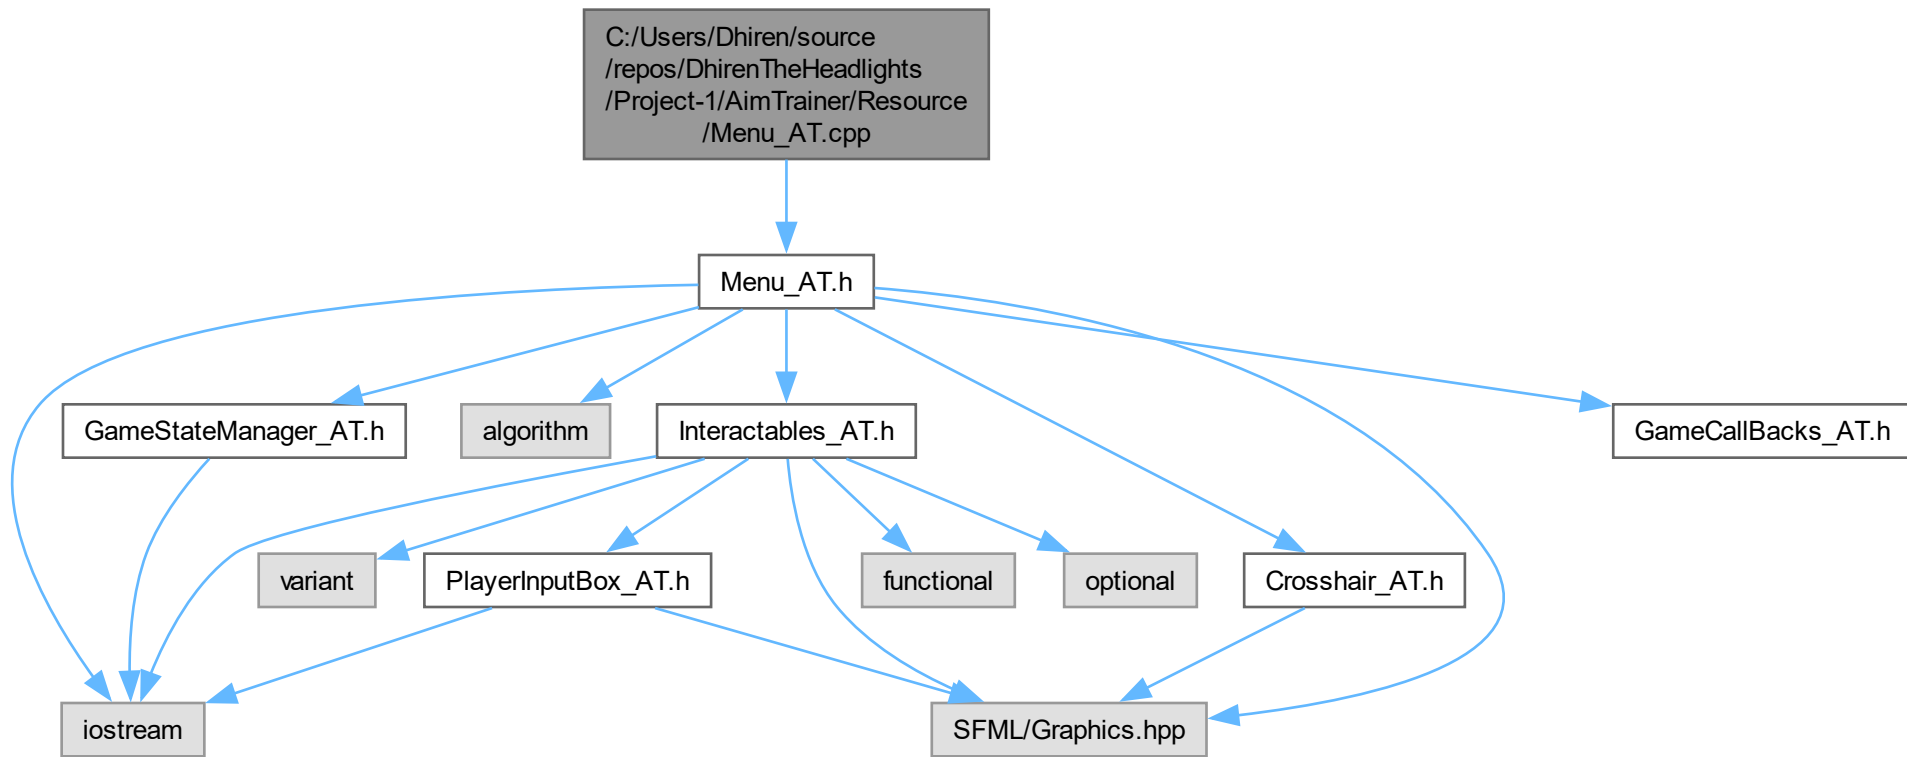 C:/Users/Dhiren/source
/repos/DhirenTheHeadlights
/Project-1/AimTrainer/Resource
/Menu_AT.cpp
Menu_AT.h
GameStateManager_AT.h
algorithm
Interactables_AT.h
GameCallBacks_AT.h
variant
PlayerInputBox_AT.h
functional
optional
Crosshair_AT.h
iostream
SFML/Graphics.hpp